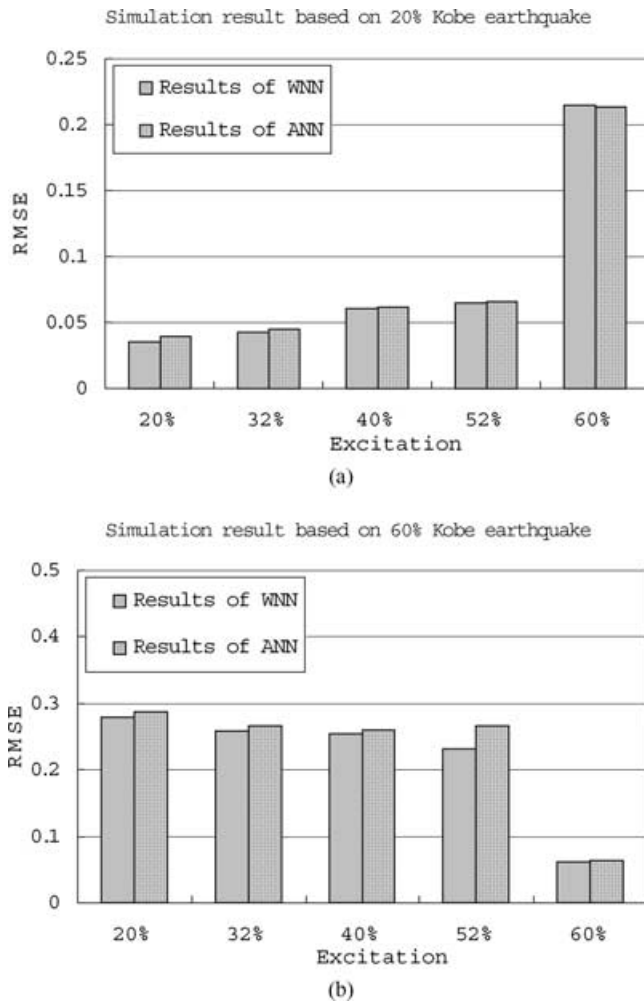 Simulation result based on 20% Kobe earthquake
0.25
0.2
0.15
0.1
0.05
0
RMSE
Results of WNN
Results of ANN
20% 32% 40% 52% 60%
Excitation
(a)
Simulation result based on 60% Kobe earthquake
0.5
0.4
0.3
0.2
0.1
0
RMSE
Results of WNN
Results of ANN
20% 32% 40% 52% 60%
Excitation
(b)